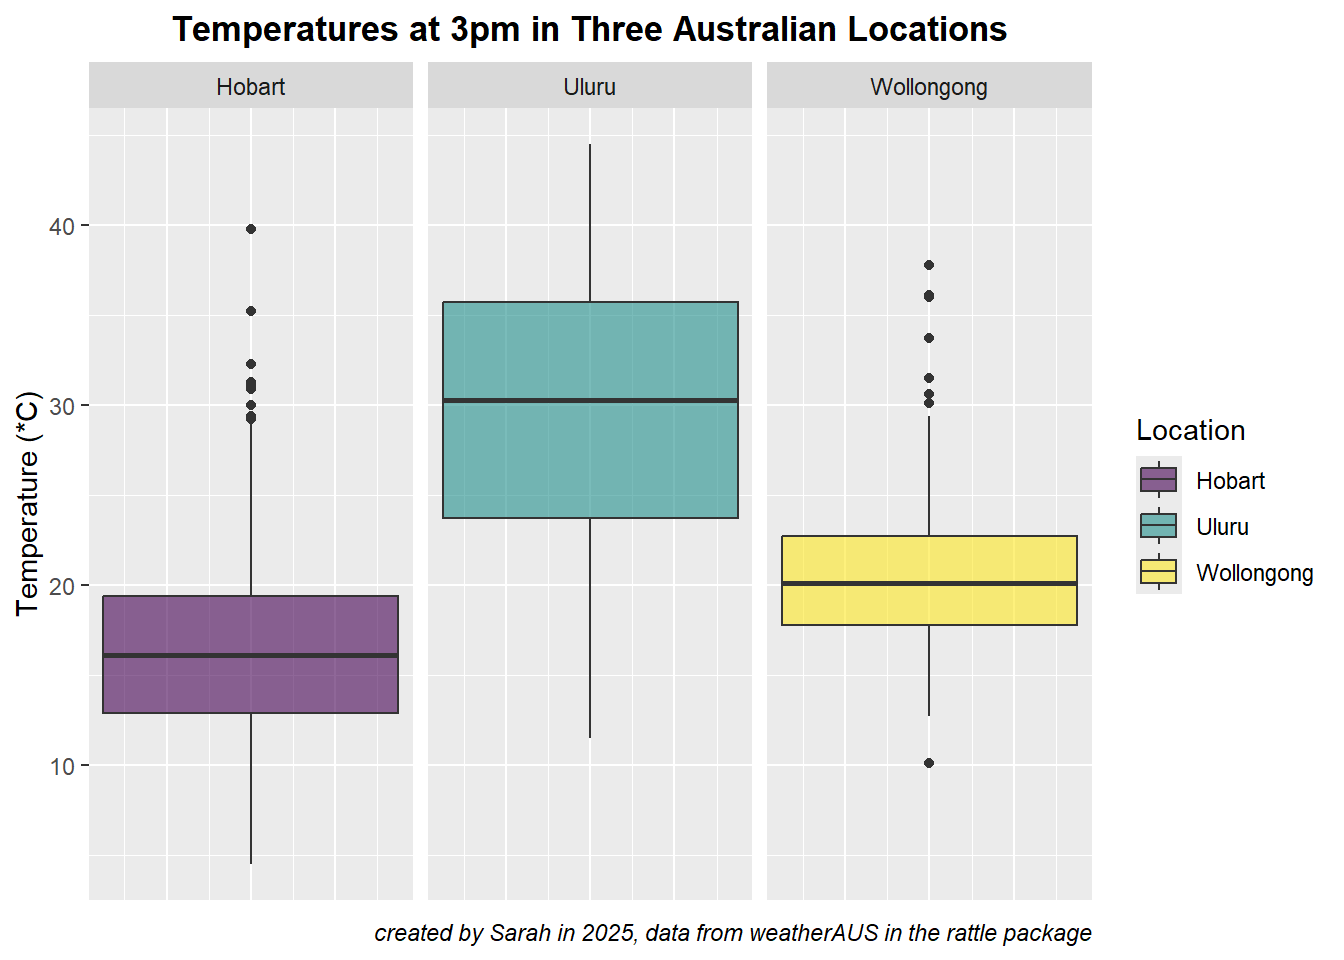 Temperatures at 3pm in Three Australian Locations
Hobart
Uluru
Wollongong
Temperature (*C)
40
30
20
10
Location
Hobart
Uluru
Wollongong
created by Sarah in 2025, data from weatherAUS in the rattle package